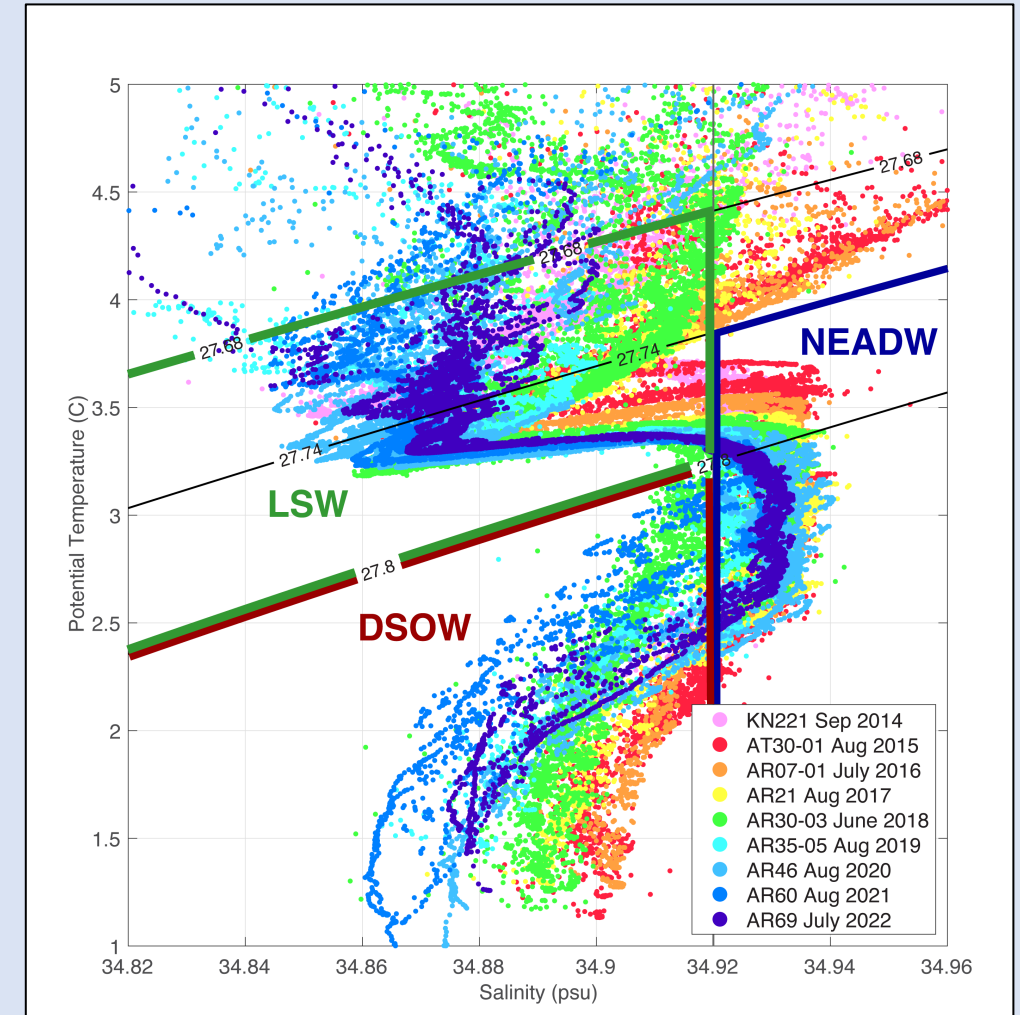 5
4.5
4
3.5
3
2.5
2
1.5
1
Potential Temperature (C)
27.68
27.68
27.68
27.74
27.74
27.8
27.8
NEADW
LSW
DSOW
KN221 Sep 2014
AT30-01 Aug 2015
AR07-01 July 2016
AR21 Aug 2017
AR30-03 June 2018
AR35-05 Aug 2019
AR46 Aug 2020
AR60 Aug 2021
AR69 July 2022
34.82 34.84 34.86 34.88 34.9 34.92 34.94 34.96
Salinity (psu)